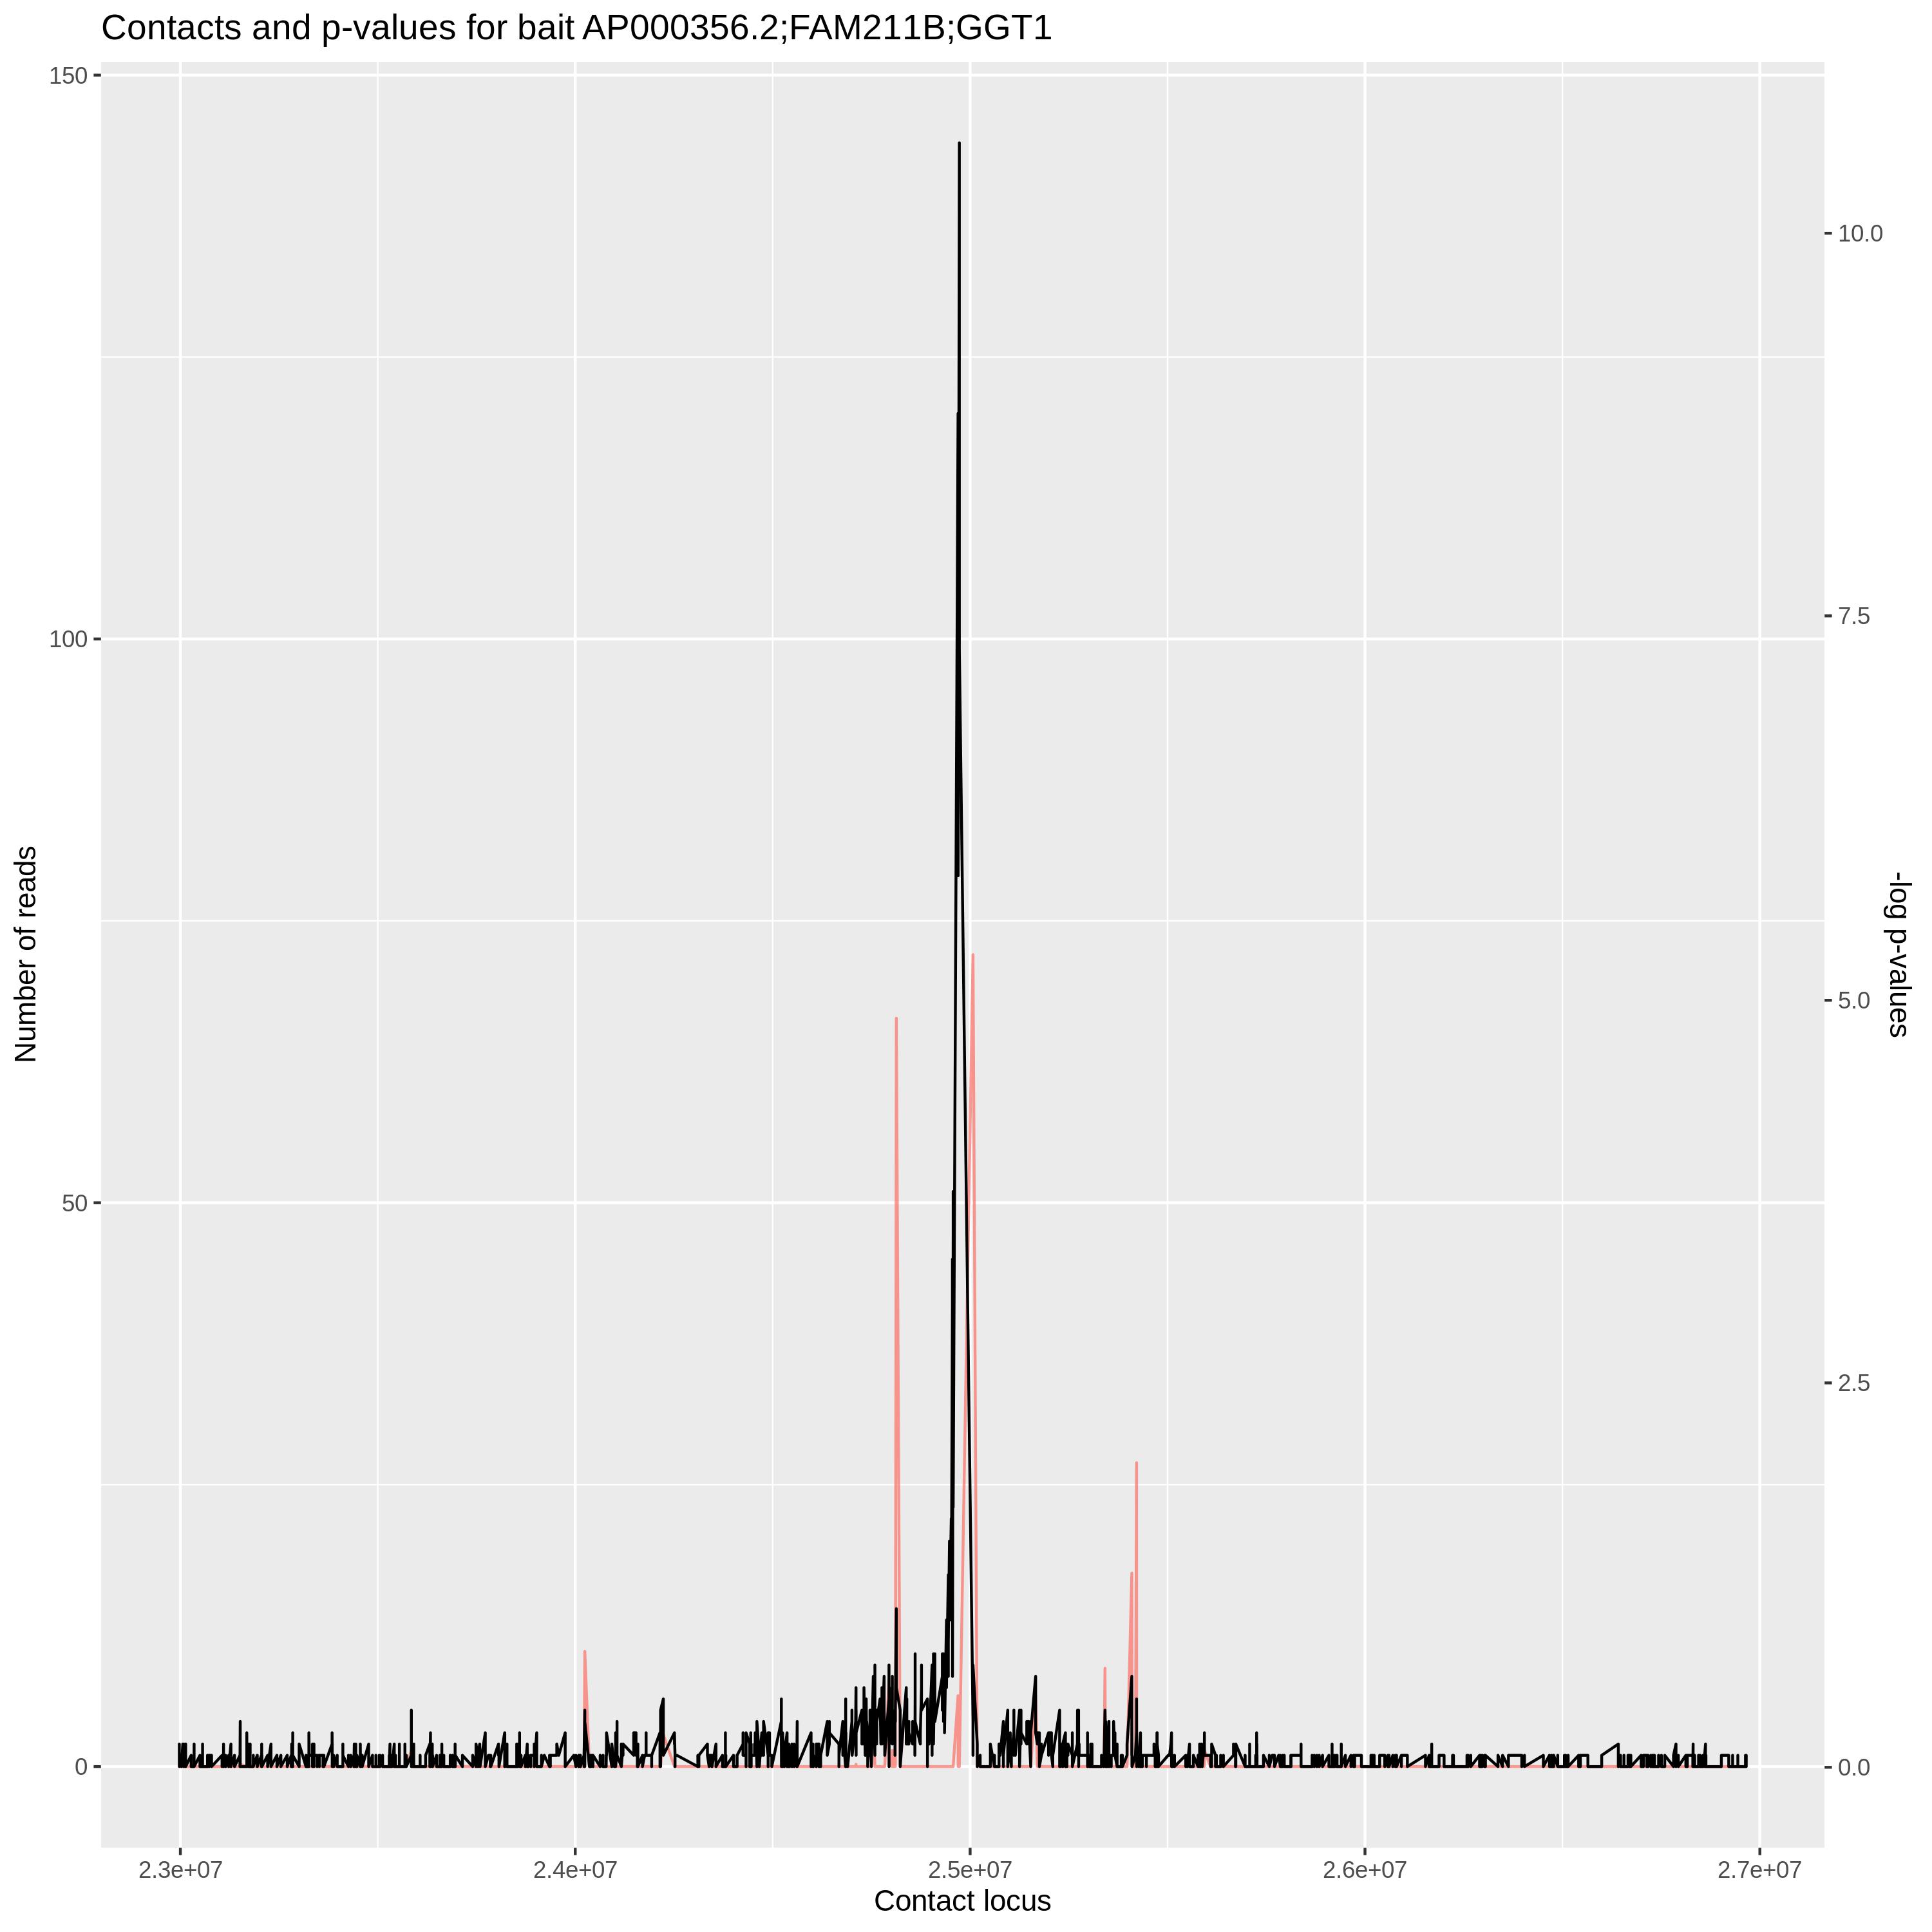 Contacts and p-values for bait AP000356.2;FAM211B;GGT1
150
100
50
0
Number of reads
10.0
7.5
5.0
2.5
0.0
-log p-values
2.3e+07
2.4e+07
2.5e+07
2.6e+07
2.7e+07
Contact locus